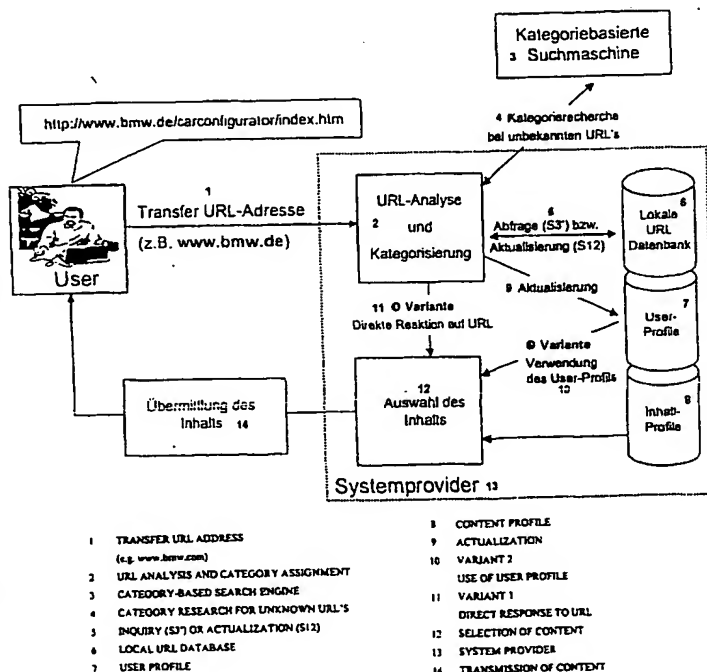 Kategoriebasierte
3 Suchmaschine
http://www.bmw.de/carconfigurator/index.htm
4 Kategorierecherche
bei unbekannten URL's
1
Transfer URL-Adresse
(z.B. www.bmw.de)
User
URL-Analyse
2 und
Kategorisierung
Abfrage (S3") bzw.
Aktualisierung (S12)
6
Lokale
URL
Datenbank
9 Aktualisierung
11 Variante
Direkte Reaktion auf URL
7
User-
Profile
Variante
Verwendung
des User-Profils
10
12
Auswahl des
Inhalts
8
Inhalt-
Profile
Übermittlung des
Inhalts 14
Systemprovider 13
1 TRANSFER URL ADDRESS
(e.g. www.bmw.com)
2 URL ANALYSIS AND CATEGORY ASSIGNMENT
3 CATEGORY-BASED SEARCH ENGINE
4 CATEGORY RESEARCH FOR UNKNOWN URL'S
5 INQUIRY (S3") OR ACTUALIZATION (S12)
6 LOCAL URL DATABASE
7 USER PROFILE
8 CONTENT PROFILE
9 ACTUALIZATION
10 VARIANT 2
USE OF USER PROFILE
11 VARIANT 1
DIRECT RESPONSE TO URL
12 SELECTION OF CONTENT
13 SYSTEM PROVIDER
14 TRANSMISSION OF CONTENT